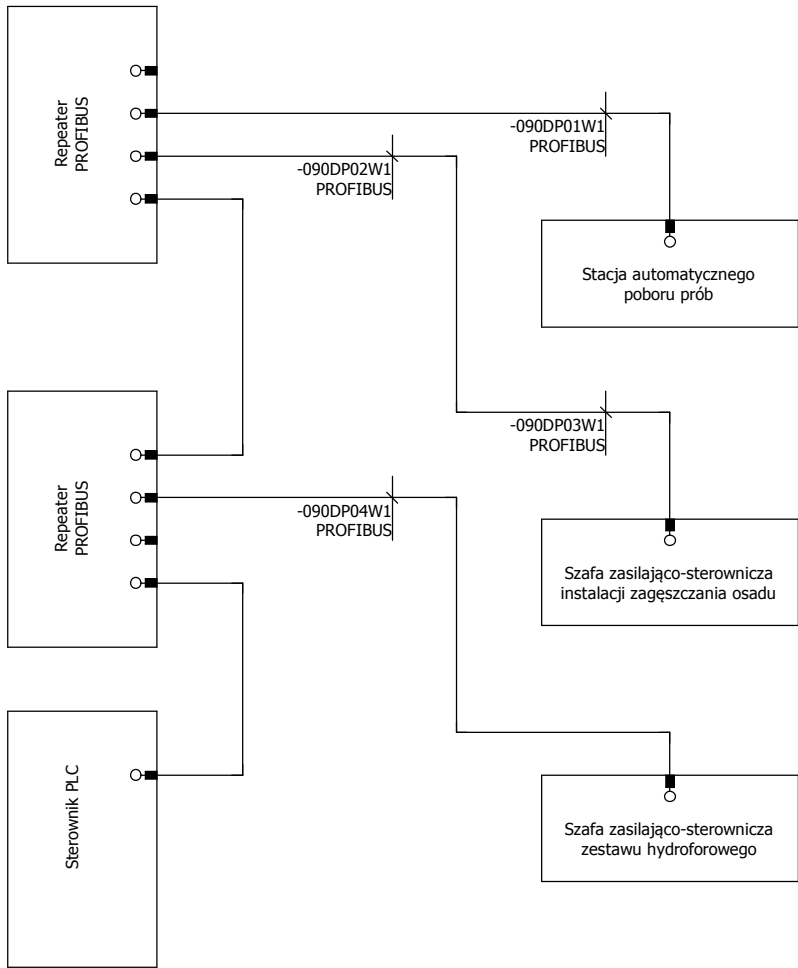 Repeater
PROFIBUS
-090DP01W1
PROFIBUS
-090DP02W1
PROFIBUS
Stacja automatycznego
poboru prób
Repeater
PROFIBUS
-090DP03W1
PROFIBUS
-090DP04W1
PROFIBUS
Szafa zasilająco-sterownicza
instalacji zagęszczania osadu
Sterownik PLC
Szafa zasilająco-sterownicza
zestawu hydroforowego